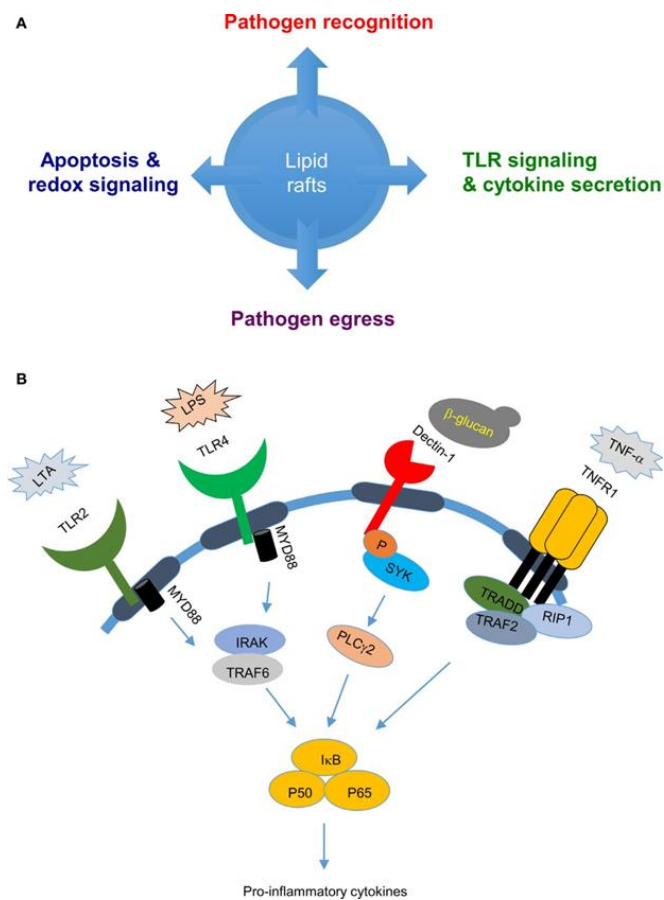 A
Pathogen recognition
Apoptosis &
redox signaling
Lipid
rafts
TLR signaling
& cytokine secretion
Pathogen egress
B
LTA
TLR2
MYD88
LPS
TLR4
MYD88
β-glucan
Dectin-1
P
SYK
TNF-α
TNFR1
TRADD
TRAF2
RIP1
IRAK
TRAF6
PLCγ2
IκB
P50
P65
Pro-inflammatory cytokines